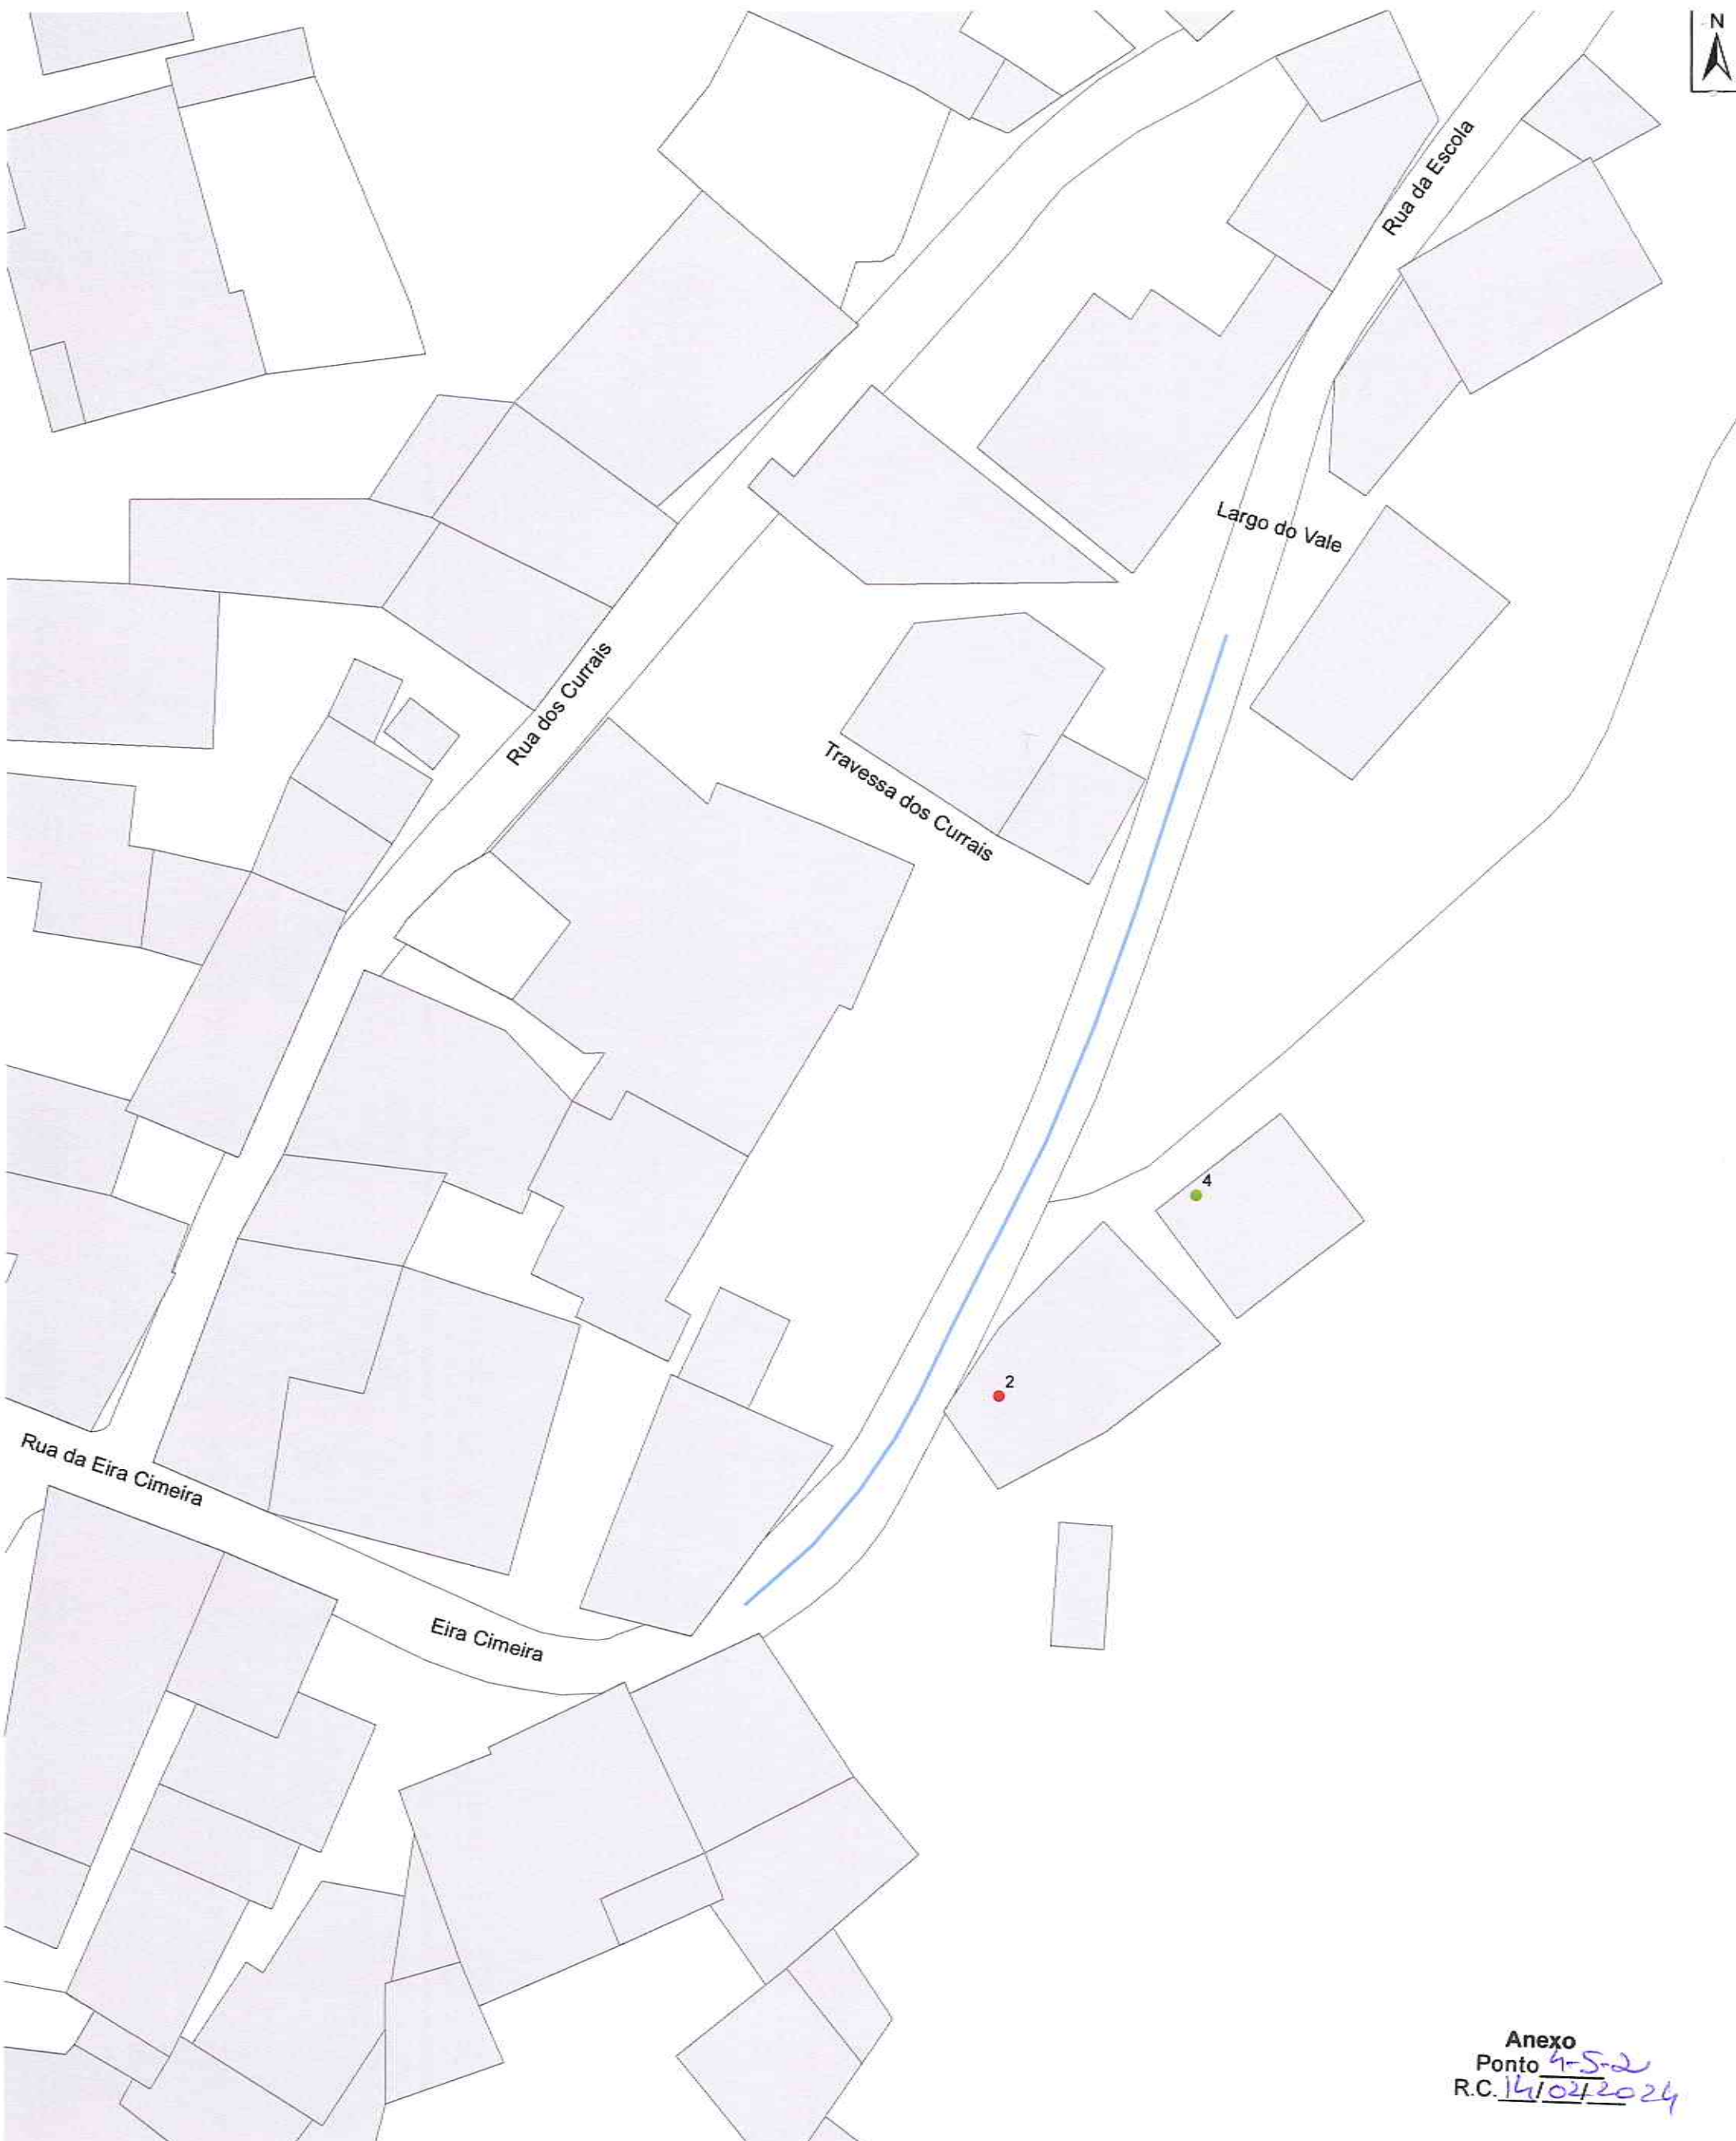 N
Rua da Escola
Largo do Vale
Rua dos Currais
Travessa dos Currais
4
2
Rua da Eira Cimeira
Eira Cimeira
Anexo
Ponto 4-5-2
R.C. 14/02/2024